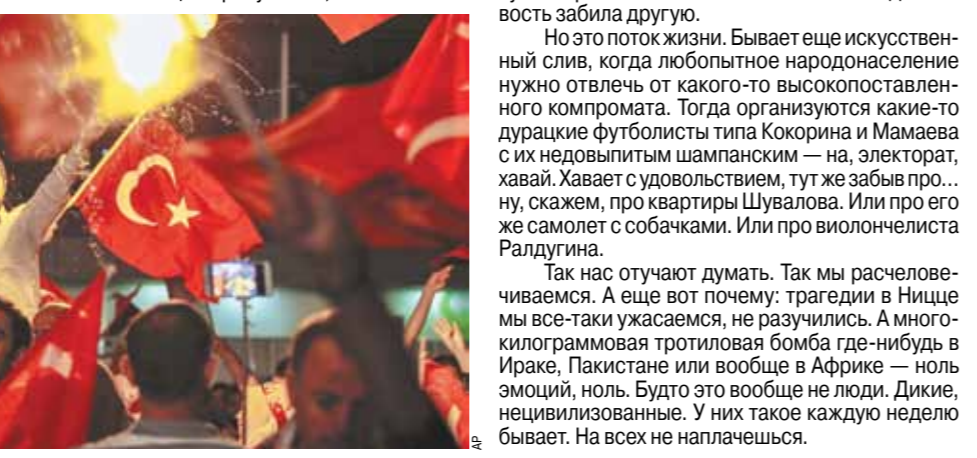 вость забила другую.
Но это поток жизни. Бывает еще искусствен-
ный слив, когда любопытное народонаселение
нужно отвлечь от какого-то высокопоставлен-
ного компромата. Тогда организуются какие-то
дурацкие футболисты типа Кокорина и Мамаева
с их недовыпитым шампанским — на, электорат,
хавай. Хавает с удовольствием, тут же забыв про...
ну, скажем, про квартиры Шувалова. Или про его
же самолет с собачками. Или про виолончелиста
Ралдугина.
Так нас отучают думать. Так мы расчелове-
чиваемся. А еще вот почему: трагедии в Ницце
мы все-таки ужасаемся, не разучились. А много-
килограммовая тротиловая бомба где-нибудь в
Ираке, Пакистане или вообще в Африке — ноль
эмоций, ноль. Будто это вообще не люди. Дикие,
нецивилизованные. У них такое каждую неделю
бывает. На всех не наплачешься.
AP